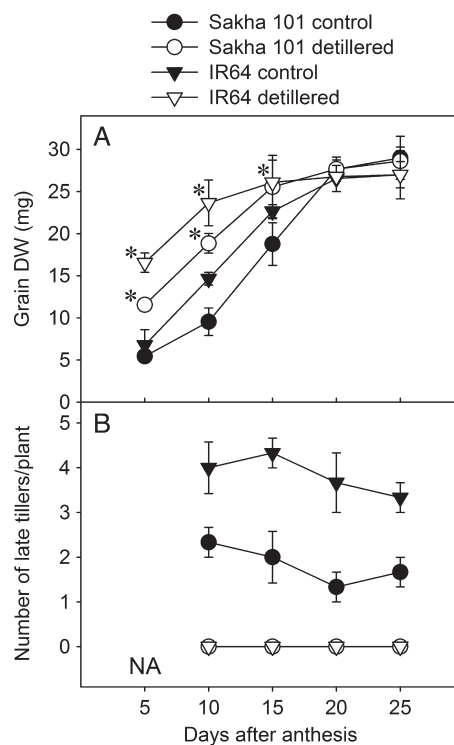 Sakha 101 control
Sakha 101 detillered
IR64 control
IR64 detillered
A
30
25
20
15
10
5
0
Grain DW (mg)
*
*
*
*
*
B
5
4
3
2
1
0
Number of late tillers/plant
NA
5 10 15 20 25
Days after anthesis